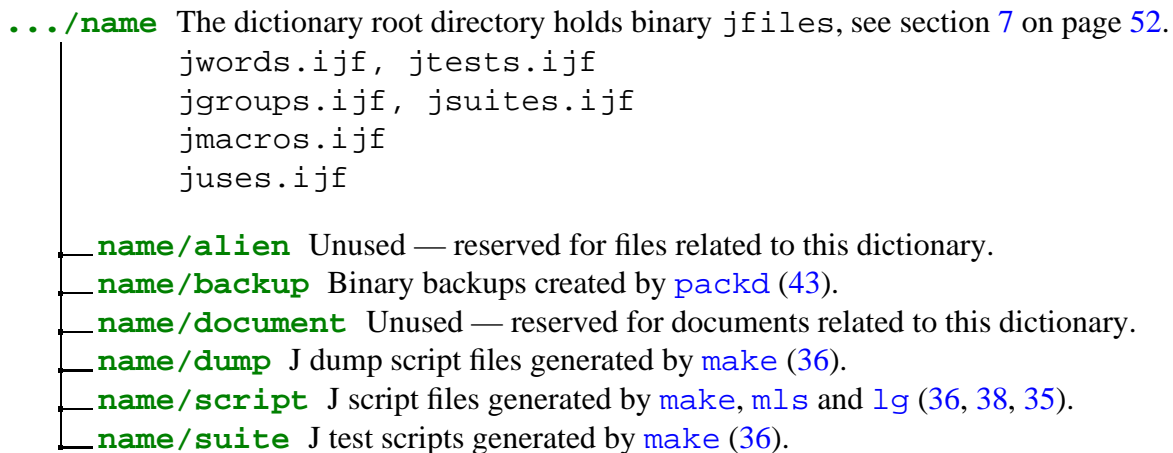 .../name The dictionary root directory holds binary jfiles, see section 7 on page 52.
jwords.ijf, jtests.ijf
jgroups.ijf, jsuites.ijf
jmacros.ijf
juses.ijf
name/alien Unused — reserved for files related to this dictionary.
name/backup Binary backups created by packd (43).
name/document Unused — reserved for documents related to this dictionary.
name/dump J dump script files generated by make (36).
name/script J script files generated by make, mls and lg (36, 38, 35).
name/suite J test scripts generated by make (36).